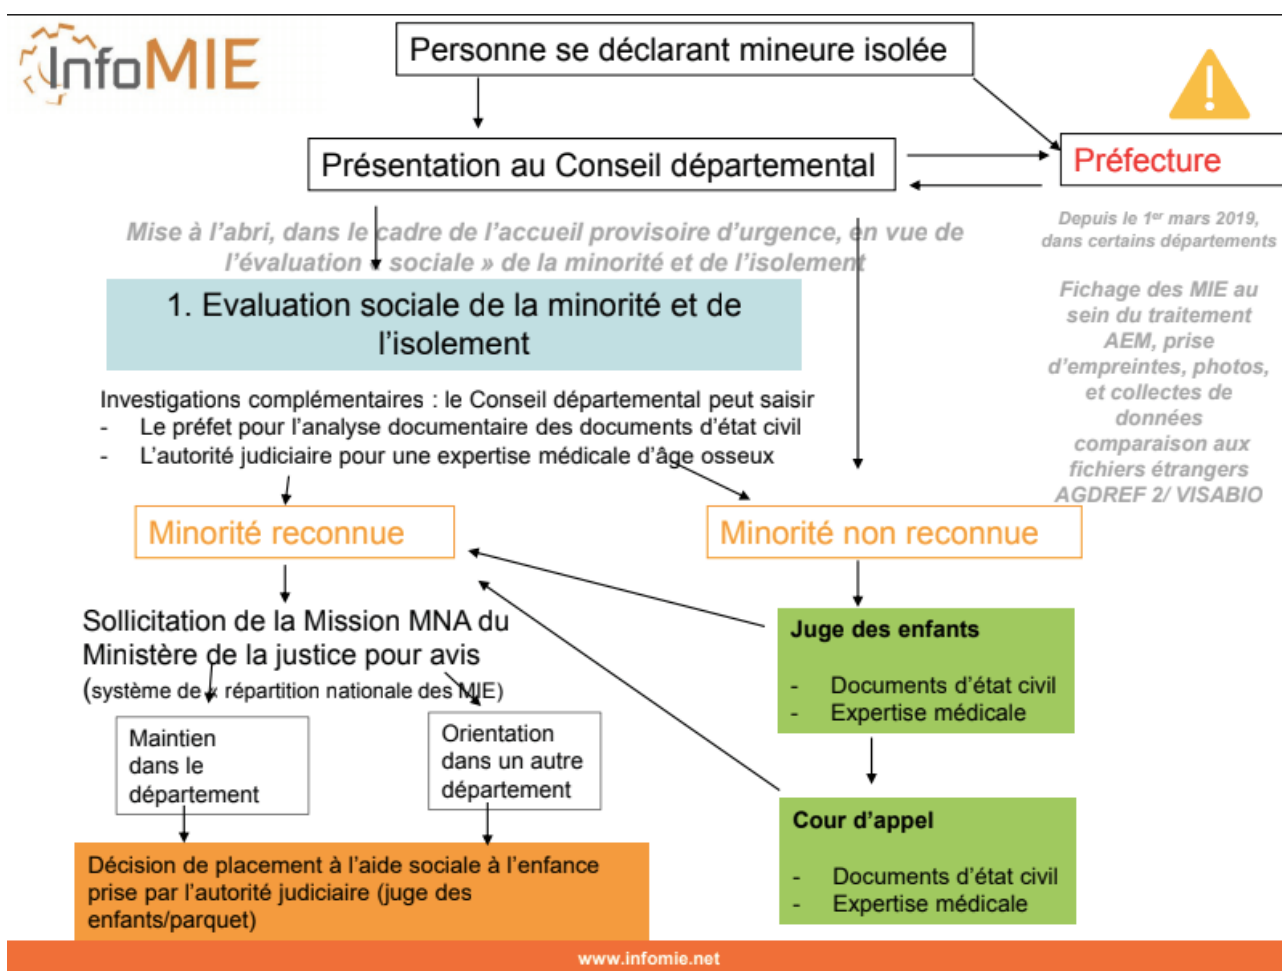 InfoMIE
Personne se déclarant mineure isolée
Présentation au Conseil départemental
Préfecture
Mise à l'abri, dans le cadre de l'accueil provisoire d'urgence, en vue de
l'évaluation « sociale » de la minorité et de l'isolement
Depuis le 1er mars 2019,
dans certains départements
Fichage des MIE au
sein du traitement
AEM, prise
d'empreintes, photos,
et collectes de
données
comparaison aux
fichiers étrangers
AGDREF 2/ VISABIO
1. Evaluation sociale de la minorité et de
l'isolement
Investigations complémentaires : le Conseil départemental peut saisir
- Le préfet pour l'analyse documentaire des documents d'état civil
- L'autorité judiciaire pour une expertise médicale d'âge osseux
Minorité reconnue
Minorité non reconnue
Sollicitation de la Mission MNA du
Ministère de la justice pour avis
(système de « répartition nationale des MIE)
Maintien
dans le
département
Orientation
dans un autre
département
Décision de placement à l'aide sociale à l'enfance
prise par l'autorité judiciaire (juge des
enfants/parquet)
Juge des enfants
- Documents d'état civil
- Expertise médicale
Cour d'appel
- Documents d'état civil
- Expertise médicale
www.infomie.net